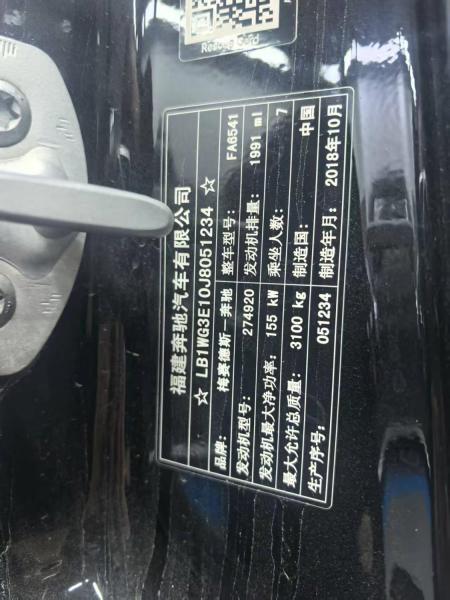 Rescue Card
福建奔驰汽车有限公司
☆ LB1WG3E10J8051234 ☆
品牌: 梅赛德斯—奔驰 整车型号: FA6541
发动机型号: 274920 发动机排量: 1991 ml
发动机最大净功率: 155 kW 乘坐人数: 7
最大允许总质量: 3100 kg 制造国: 中国
生产序号: 051234 制造年月: 2018年10月